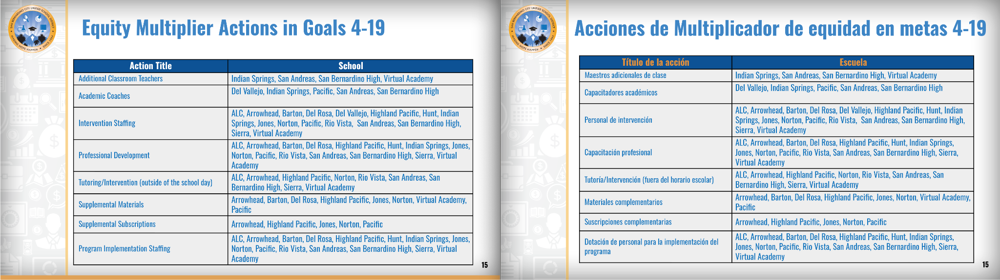 SAN BERNARDINO CITY UNIFIED SCHOOL DISTRICT
MAKING HOPE HAPPEN • SINCE 1964
Equity Multiplier Actions in Goals 4-19
Action Title
School
Additional Classroom Teachers
Indian Springs, San Andreas, San Bernardino High, Virtual Academy
Academic Coaches
Del Vallejo, Indian Springs, Pacific, San Andreas, San Bernardino High
Intervention Staffing
ALC, Arrowhead, Barton, Del Rosa, Del Vallejo, Highland Pacific, Hunt, Indian
Springs, Jones, Norton, Pacific, Rio Vista,  San Andreas, San Bernardino High,
Sierra, Virtual Academy
Professional Development
ALC, Arrowhead, Barton, Del Rosa, Highland Pacific, Hunt, Indian Springs, Jones,
Norton, Pacific, Rio Vista, San Andreas, San Bernardino High, Sierra, Virtual
Academy
Tutoring/Intervention (outside of the school day)
ALC, Arrowhead, Highland Pacific, Norton, Rio Vista, San Andreas, San
Bernardino High, Sierra, Virtual Academy
Supplemental Materials
Arrowhead, Barton, Del Rosa, Highland Pacific, Jones, Norton, Virtual Academy,
Pacific
Supplemental Subscriptions
Arrowhead, Highland Pacific, Jones, Norton, Pacific
Program Implementation Staffing
ALC, Arrowhead, Barton, Del Rosa, Highland Pacific, Hunt, Indian Springs, Jones,
Norton, Pacific, Rio Vista, San Andreas, San Bernardino High, Sierra, Virtual
Academy
15
SAN BERNARDINO CITY UNIFIED SCHOOL DISTRICT
MAKING HOPE HAPPEN • SINCE 1964
Acciones de Multiplicador de equidad en metas 4-19
Título de la acción
Escuela
Maestros adicionales de clase
Indian Springs, San Andreas, San Bernardino High, Virtual Academy
Capacitadores académicos
Del Vallejo, Indian Springs, Pacific, San Andreas, San Bernardino High
Personal de intervención
ALC, Arrowhead, Barton, Del Rosa, Del Vallejo, Highland Pacific, Hunt, Indian
Springs, Jones, Norton, Pacific, Rio Vista,  San Andreas, San Bernardino High,
Sierra, Virtual Academy
Capacitación profesional
ALC, Arrowhead, Barton, Del Rosa, Highland Pacific, Hunt, Indian Springs,
Jones, Norton, Pacific, Rio Vista, San Andreas, San Bernardino High, Sierra,
Virtual Academy
Tutoría/Intervención (fuera del horario escolar)
ALC, Arrowhead, Highland Pacific, Norton, Rio Vista, San Andreas, San
Bernardino High, Sierra, Virtual Academy
Materiales complementarios
Arrowhead, Barton, Del Rosa, Highland Pacific, Jones, Norton, Virtual Academy,
Pacific
Suscripciones complementarias
Arrowhead, Highland Pacific, Jones, Norton, Pacific
Dotación de personal para la implementación del
programa
ALC, Arrowhead, Barton, Del Rosa, Highland Pacific, Hunt, Indian Springs,
Jones, Norton, Pacific, Rio Vista, San Andreas, San Bernardino High, Sierra,
Virtual Academy
15